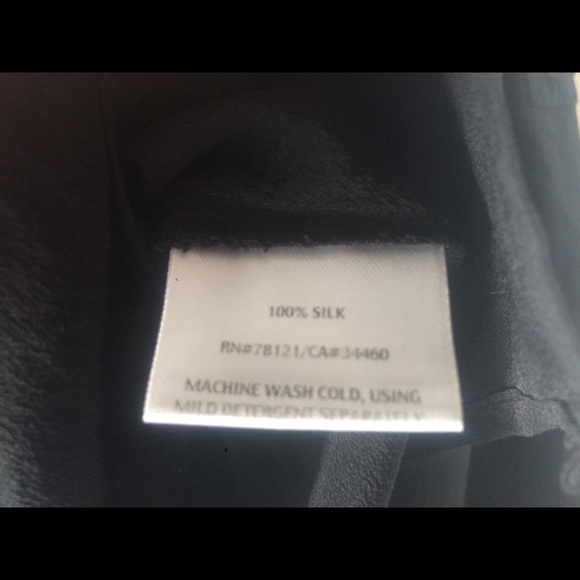 100% SILK
RN#78121/CA#34460
MACHINE WASH COLD, USING
MILD DETERGENT SEPARATELY